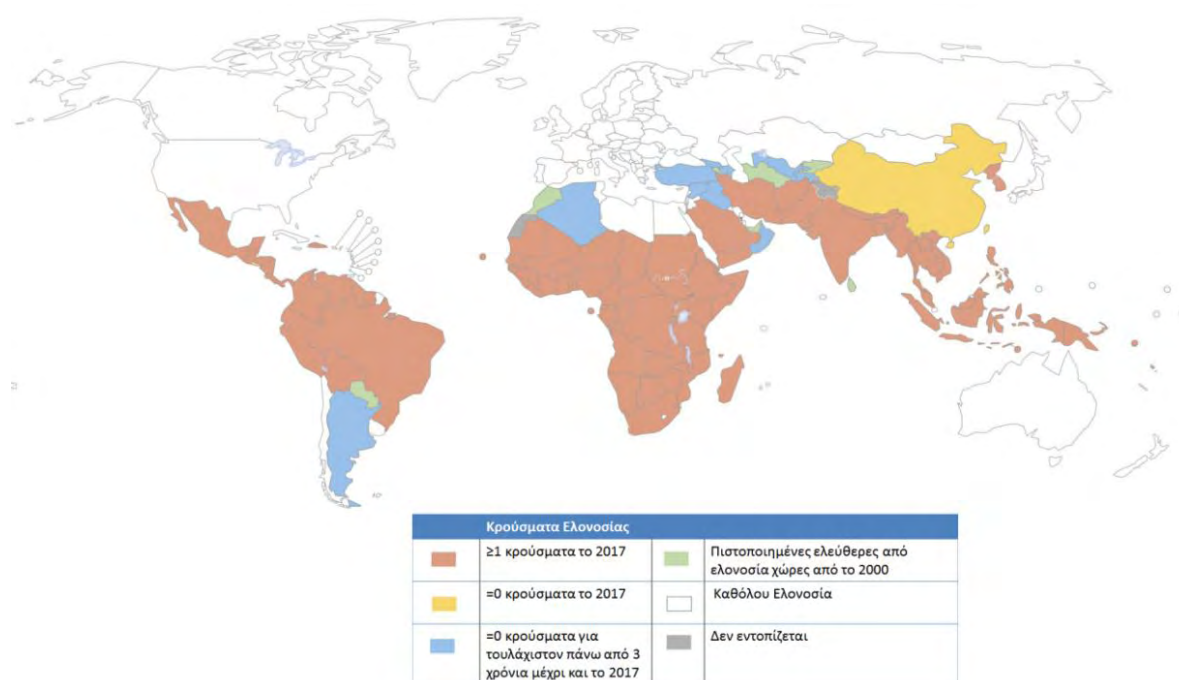 Κρούσματα Ελονοσίας
≥1 κρούσματα το 2017
Πιστοποιημένες ελεύθερες από
ελονοσία χώρες από το 2000
=0 κρούσματα το 2017
Καθόλου Ελονοσία
=0 κρούσματα για
τουλάχιστον πάνω από 3
χρόνια μέχρι και το 2017
Δεν εντοπίζεται